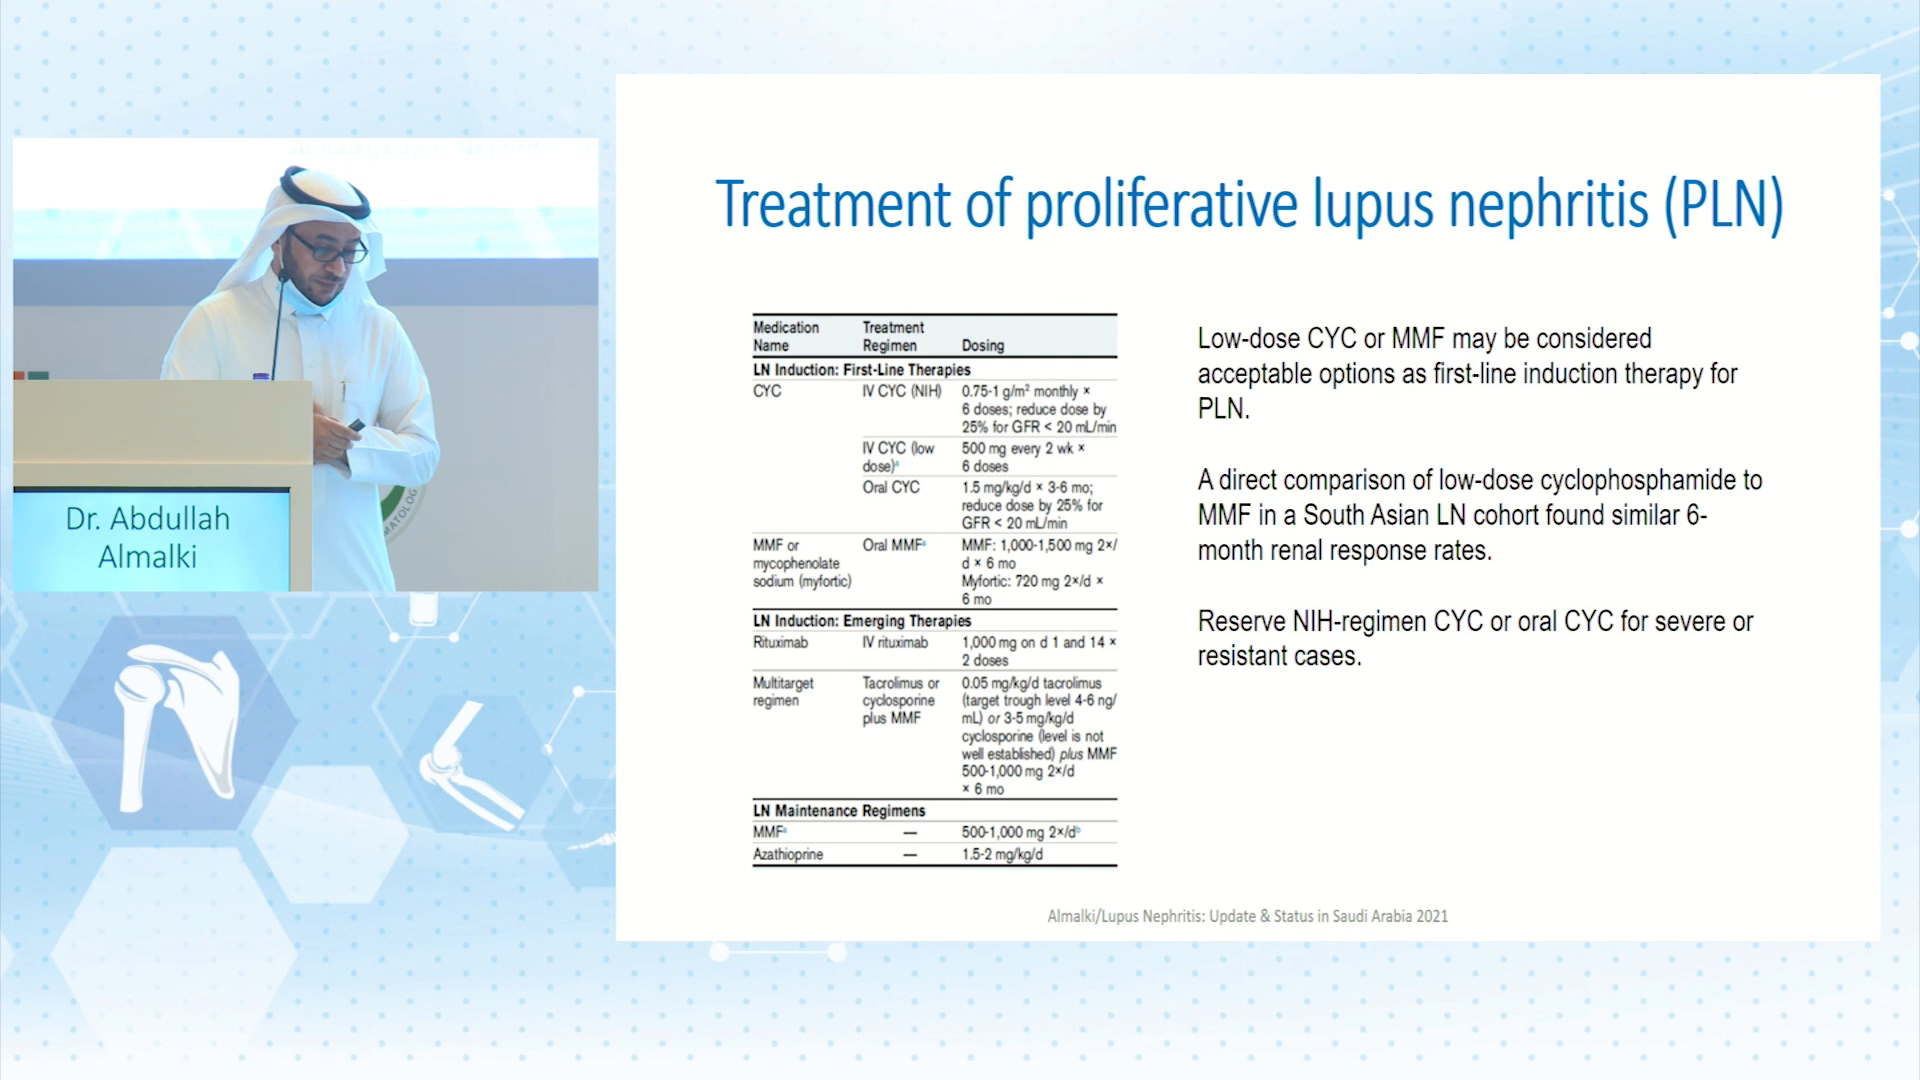 Treatment of proliferative lupus nephritis (PLN)
Medication Name Treatment Regimen Dosing
LN Induction: First-Line Therapies
CYC IV CYC (NIH) 0.75-1 g/m² monthly ×
6 doses; reduce dose by
25% for GFR < 20 mL/min
IV CYC (low dose)ᵃ 500 mg every 2 wk ×
6 doses
Oral CYC 1.5 mg/kg/d × 3-6 mo;
reduce dose by 25% for
GFR < 20 mL/min
MMF or mycophenolate sodium (myfortic) Oral MMFᵃ MMF: 1,000-1,500 mg 2×/
d × 6 mo
Myfortic: 720 mg 2×/d ×
6 mo
LN Induction: Emerging Therapies
Rituximab IV rituximab 1,000 mg on d 1 and 14 ×
2 doses
Multitarget regimen Tacrolimus or cyclosporine plus MMF 0.05 mg/kg/d tacrolimus
(target trough level 4-6 ng/
mL) or 3-5 mg/kg/d
cyclosporine (level is not
well established) plus MMF
500-1,000 mg 2×/d
× 6 mo
LN Maintenance Regimens
MMFᵃ — 500-1,000 mg 2×/dᵇ
Azathioprine — 1.5-2 mg/kg/d
Low-dose CYC or MMF may be considered
acceptable options as first-line induction therapy for
PLN.
A direct comparison of low-dose cyclophosphamide to
MMF in a South Asian LN cohort found similar 6-
month renal response rates.
Reserve NIH-regimen CYC or oral CYC for severe or
resistant cases.
Almalki/Lupus Nephritis: Update & Status in Saudi Arabia 2021
Dr. Abdullah
Almalki